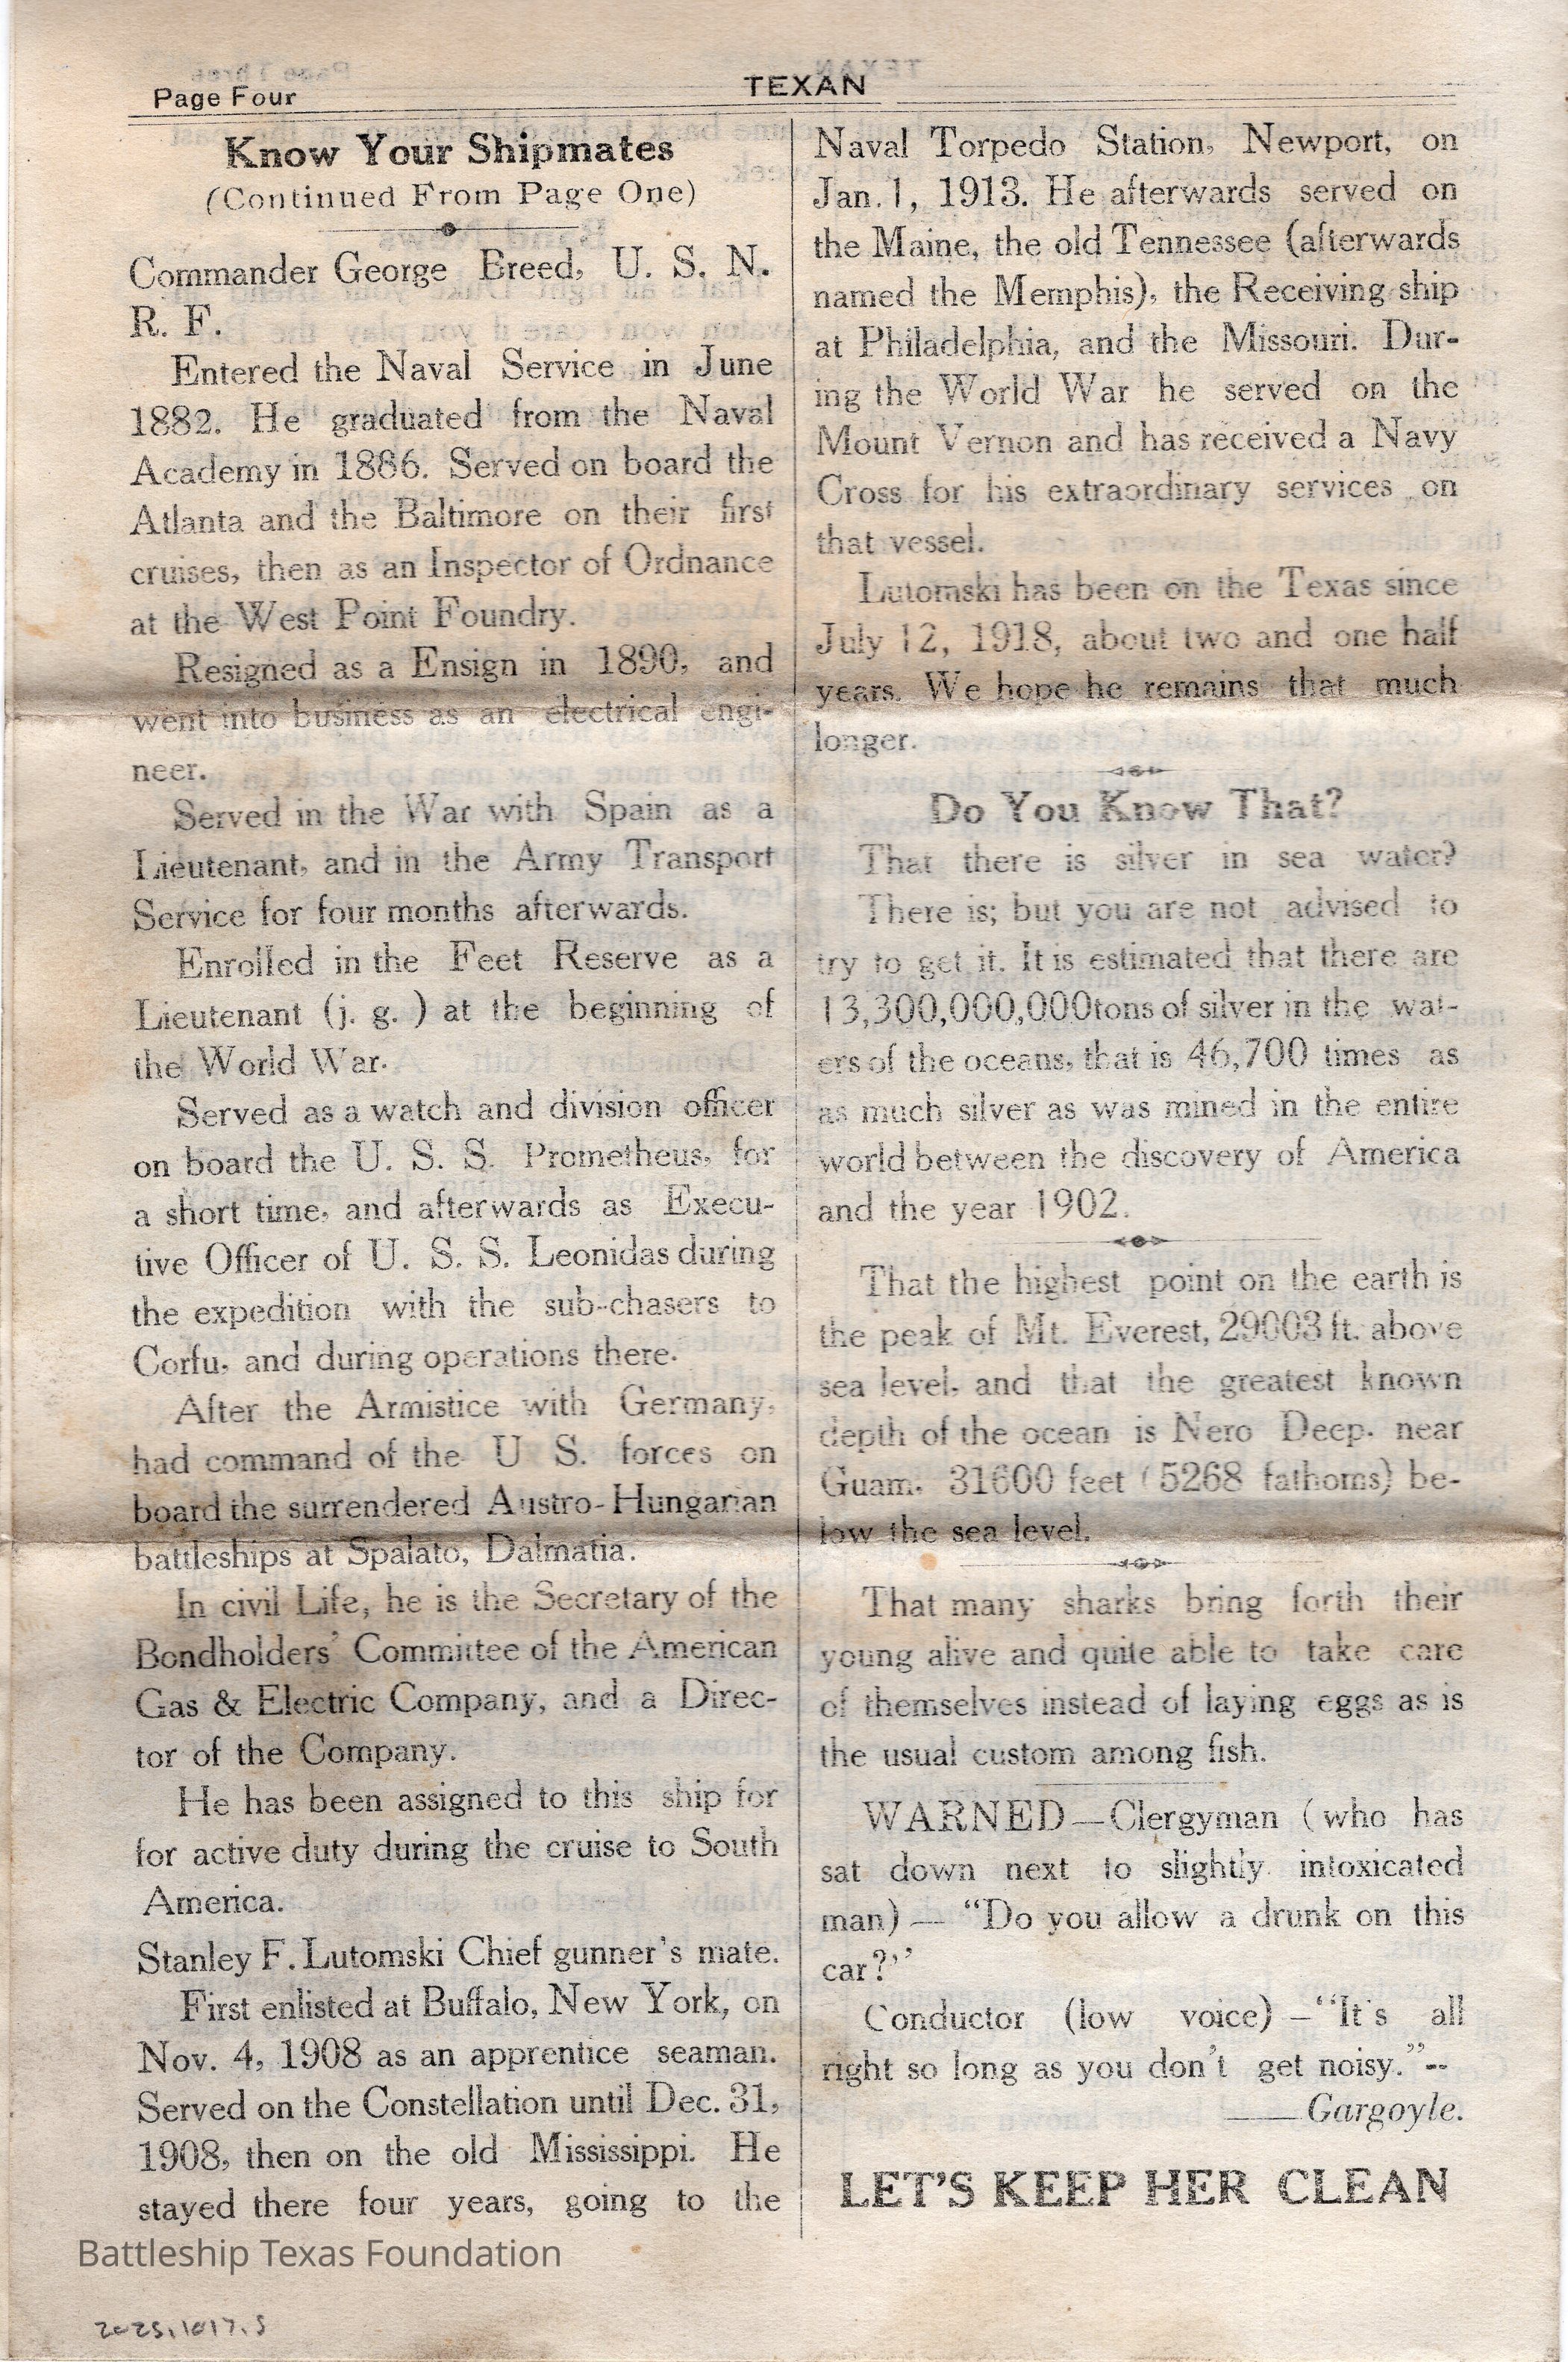 Page Four
TEXAN
Know Your Shipmates
(Continued From Page One)
Commander George Breed, U. S. N.
R. F.
Entered the Naval Service in June
1882. He graduated from the Naval
Academy in 1886. Served on board the
Atlanta and the Baltimore on their first
cruises, then as an Inspector of Ordnance
at the West Point Foundry.
Resigned as a Ensign in 1890, and
went into business as an electrical engi-
neer.
Served in the War with Spain as a
Lieutenant, and in the Army Transport
Service for four months afterwards.
Enrolled in the Feet Reserve as a
Lieutenant (j. g. ) at the beginning of
the World War.
Served as a watch and division officer
on board the U. S. S. Prometheus, for
a short time, and afterwards as Execu-
tive Officer of U. S. S. Leonidas during
the expedition with the sub-chasers to
Corfu, and during operations there.
After the Armistice with Germany,
had command of the U S. forces on
board the surrendered Austro-Hungarian
battleships at Spalato, Dalmatia.
In civil Life, he is the Secretary of the
Bondholders' Committee of the American
Gas & Electric Company, and a Direc-
tor of the Company.
He has been assigned to this ship for
for active duty during the cruise to South
America.
Stanley F. Lutomski Chief gunner's mate.
First enlisted at Buffalo, New York, on
Nov. 4, 1908 as an apprentice seaman.
Served on the Constellation until Dec. 31,
1908, then on the old Mississippi. He
stayed there four years, going to the
Naval Torpedo Station, Newport, on
Jan. 1, 1913. He afterwards served on
the Maine, the old Tennessee (afterwards
named the Memphis), the Receiving ship
at Philadelphia, and the Missouri. Dur-
ing the World War he served on the
Mount Vernon and has received a Navy
Cross for his extraordinary services on
that vessel.
Lutomski has been on the Texas since
July 12, 1918, about two and one half
years. We hope he remains that much
longer.
Do You Know That?
That there is silver in sea water?
There is; but you are not advised to
try to get it. It is estimated that there are
13,300,000,000tons of silver in the wat-
ers of the oceans, that is 46,700 times as
as much silver as was mined in the entire
world between the discovery of America
and the year 1902.
That the highest point on the earth is
the peak of Mt. Everest, 29003 ft. above
sea level, and that the greatest known
depth of the ocean is Nero Deep, near
Guam, 31600 feet (5268 fathoms) be-
low the sea level.
That many sharks bring forth their
young alive and quite able to take care
of themselves instead of laying eggs as is
the usual custom among fish.
WARNED—Clergyman (who has
sat down next to slightly intoxicated
man) — "Do you allow a drunk on this
car?"
Conductor (low voice) — "It's all
right so long as you don't get noisy."--
——Gargoyle.
LET'S KEEP HER CLEAN
Battleship Texas Foundation
2025.1017.5